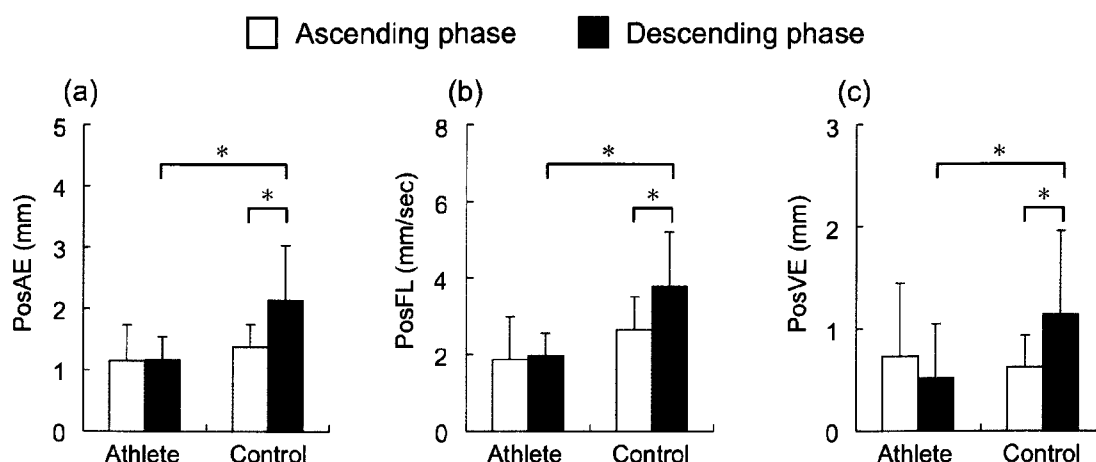 Ascending phase
Descending phase
(a)
5
4
3
2
1
0
PosAE (mm)
*
*
Athlete
Control
(b)
8
6
4
2
0
PosFL (mm/sec)
*
*
Athlete
Control
(c)
3
2
1
0
PosVE (mm)
*
*
Athlete
Control